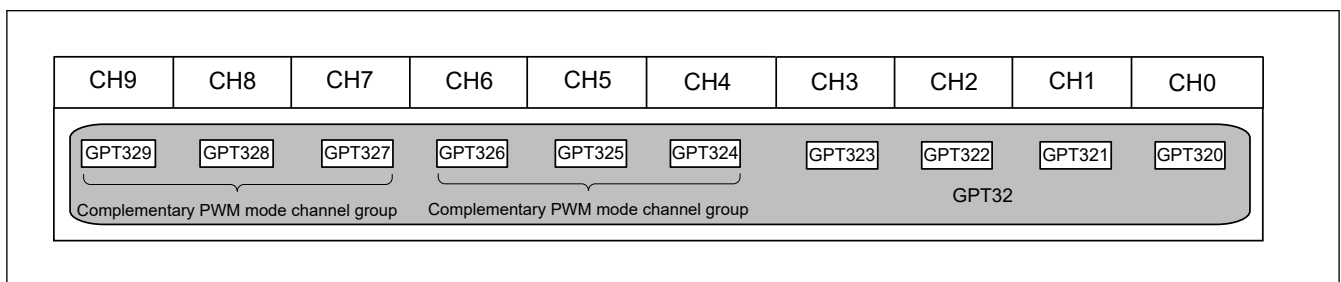 CH9 CH8 CH7 CH6 CH5 CH4 CH3 CH2 CH1 CH0
GPT329 GPT328 GPT327 GPT326 GPT325 GPT324 GPT323 GPT322 GPT321 GPT320
GPT32
Complementary PWM mode channel group Complementary PWM mode channel group